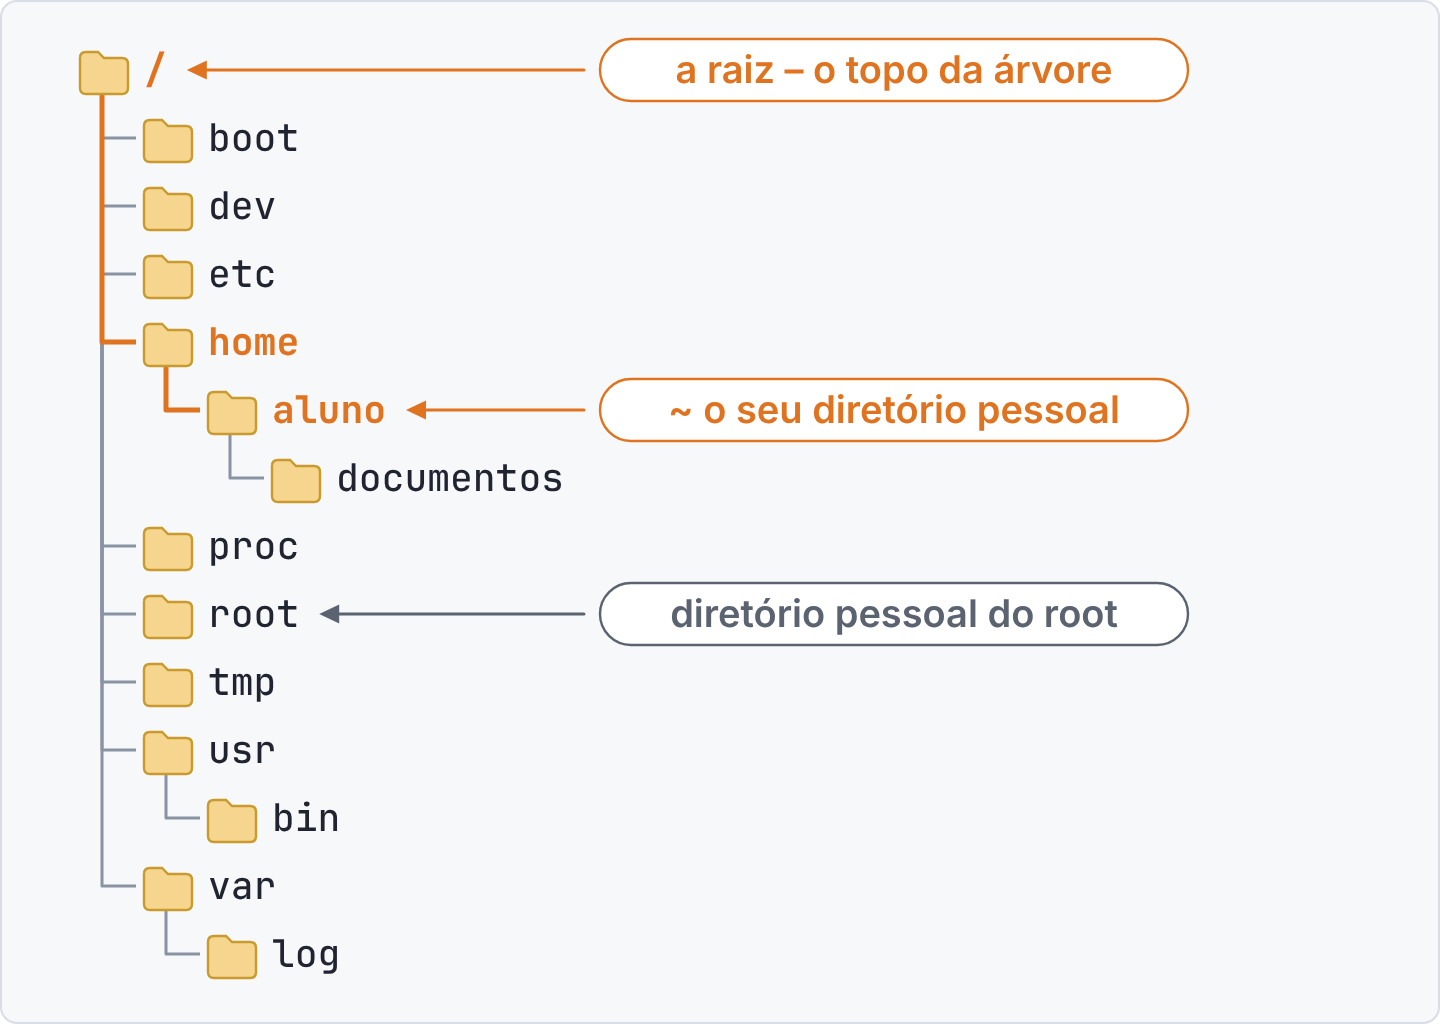 /
a raiz – o topo da árvore
boot
dev
etc
home
aluno
~ o seu diretório pessoal
documentos
proc
root
diretório pessoal do root
tmp
usr
bin
var
log